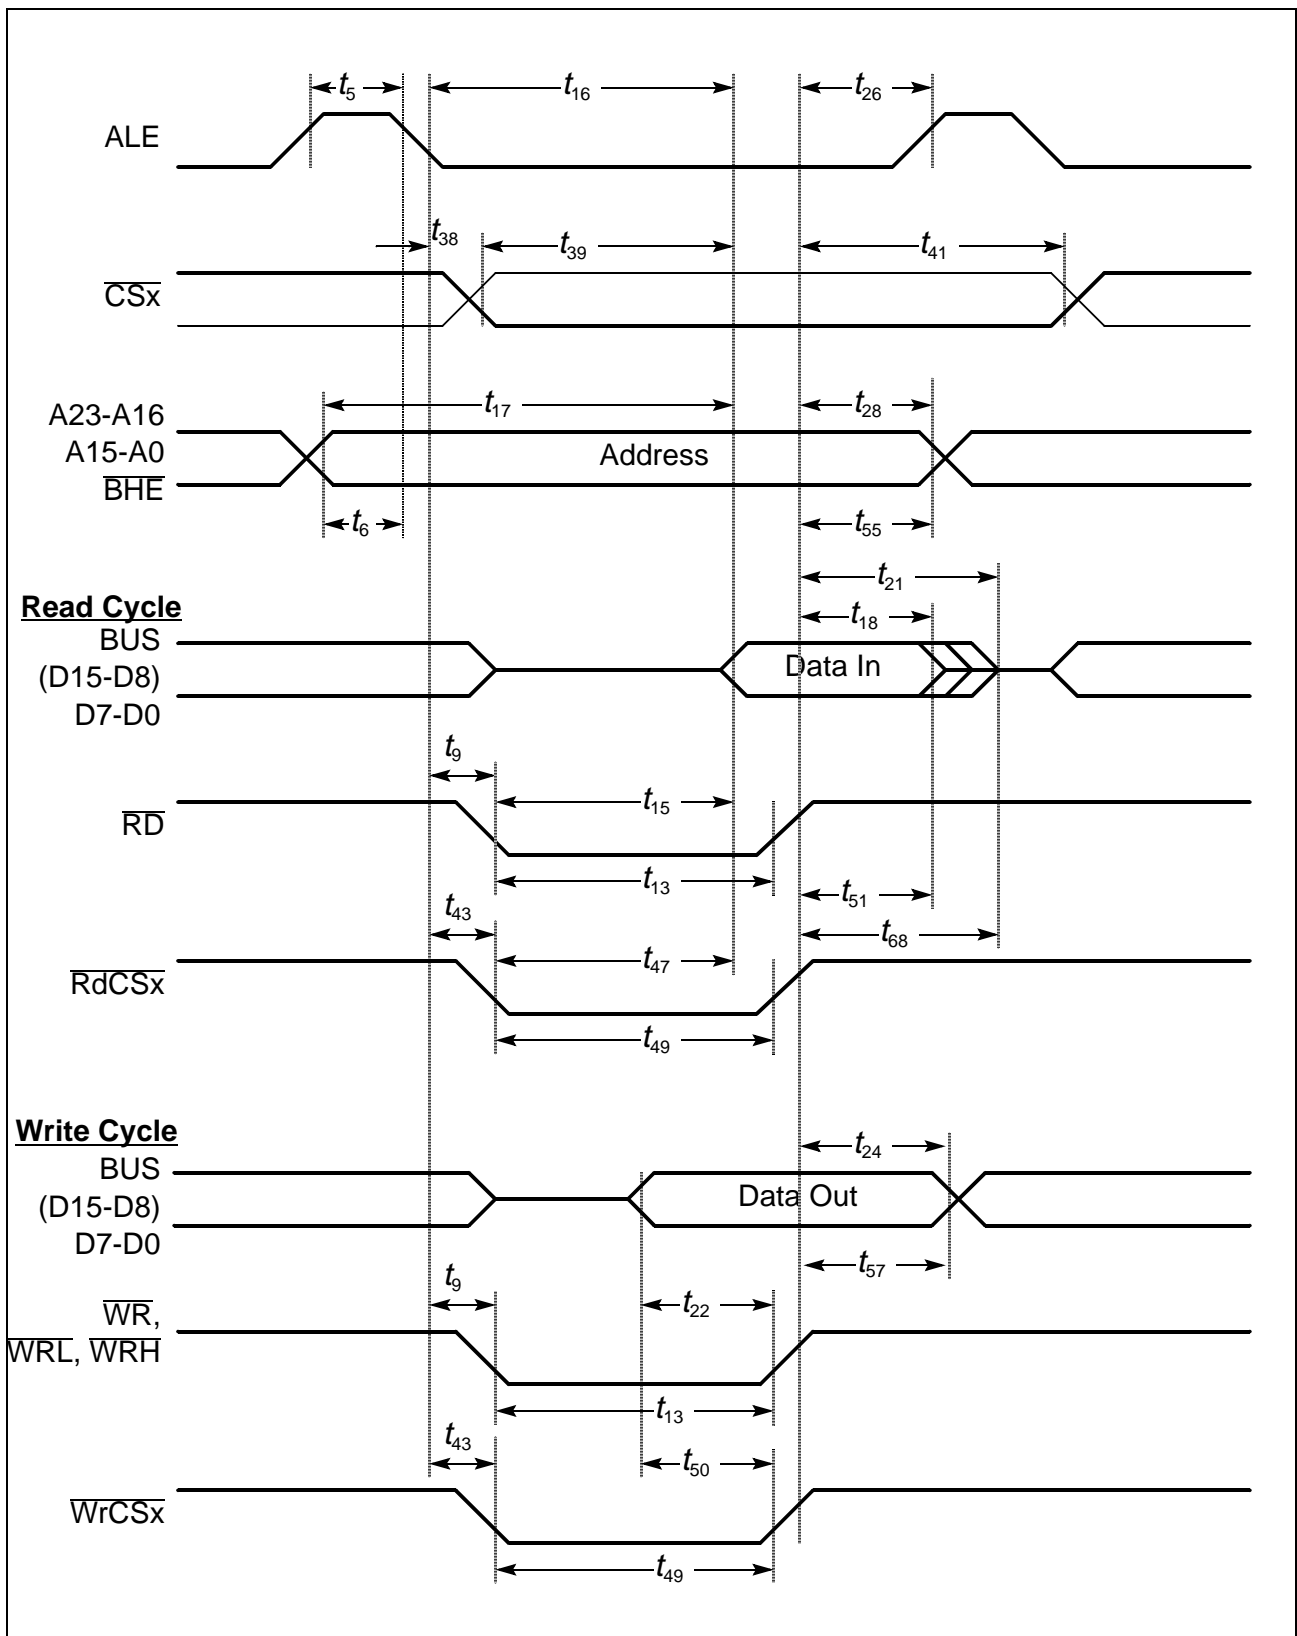 t5 t16 t26
ALE
t38 t39 t41
CSx
t17 t28
A23-A16
A15-A0
BHE
Address
t6 t55
t21
Read Cycle
t18
BUS
(D15-D8)
D7-D0
Data In
t9
t15
RD
t13 t51
t43 t68
t47
RdCSx
t49
Write Cycle
t24
BUS
(D15-D8)
D7-D0
Data Out
t57
t9 t22
WR,
WRL, WRH
t13
t43 t50
WrCSx
t49